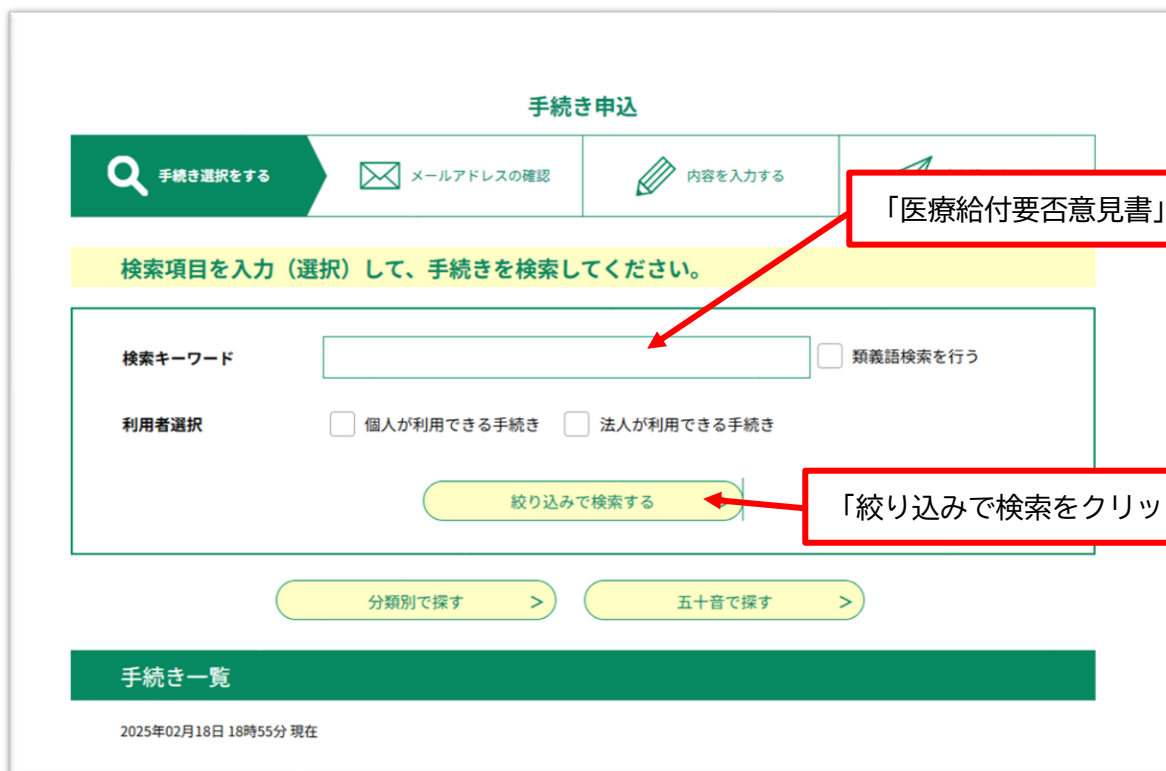 手続き申込
手続き選択をする
メールアドレスの確認
内容を入力する
「医療給付要否意見書」
検索項目を入力（選択）して、手続きを検索してください。
検索キーワード
類義語検索を行う
利用者選択
個人が利用できる手続き
法人が利用できる手続き
絞り込みで検索する
「絞り込みで検索をクリッ
分類別で探す >
五十音で探す >
手続き一覧
2025年02月18日 18時55分 現在